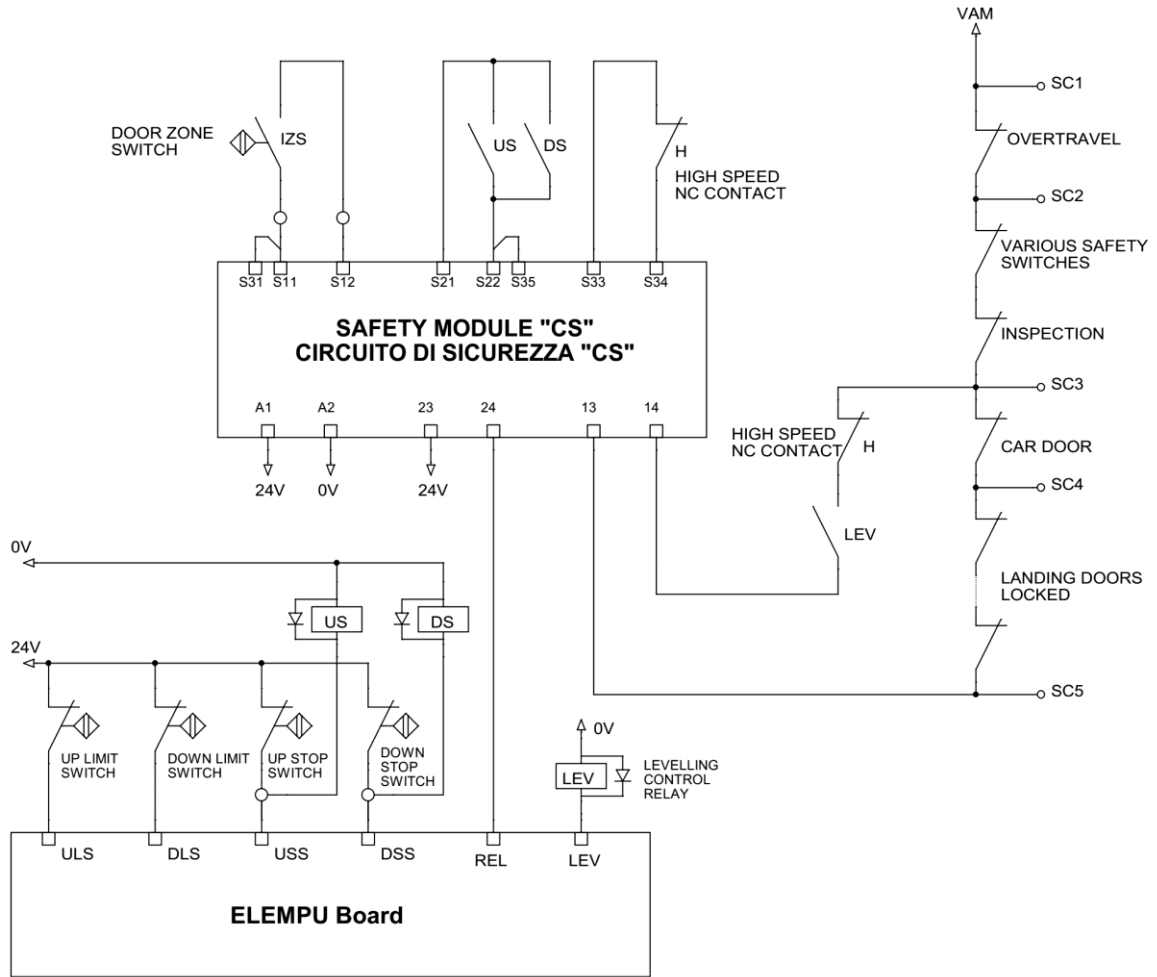 VAM
SC1
DOOR ZONE
SWITCH
IZS
US
DS
H
HIGH SPEED
NC CONTACT
OVERTRAVEL
SC2
VARIOUS SAFETY
SWITCHES
S31
S11
S12
S21
S22
S35
S33
S34
SAFETY MODULE "CS"
CIRCUITO DI SICUREZZA "CS"
INSPECTION
SC3
A1
A2
23
24
13
14
HIGH SPEED
NC CONTACT
H
CAR DOOR
24V
0V
24V
SC4
LEV
0V
LANDING DOORS
LOCKED
US
DS
24V
SC5
UP LIMIT
SWITCH
DOWN LIMIT
SWITCH
UP STOP
SWITCH
DOWN
STOP
SWITCH
0V
LEV
LEVELLING
CONTROL
RELAY
ULS
DLS
USS
DSS
REL
LEV
ELEMPU Board